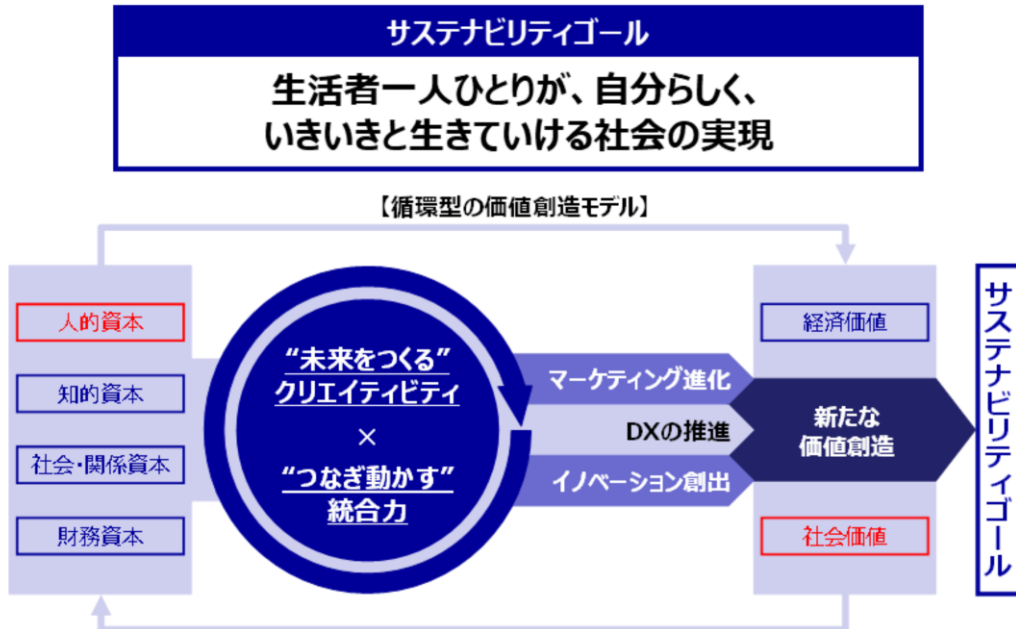 サステナビリティゴール
生活者一人ひとりが、自分らしく、
いきいきと生きていける社会の実現
【循環型の価値創造モデル】
人的資本
知的資本
社会・関係資本
財務資本
“未来をつくる”
クリエイティビティ
×
“つなぎ動かす”
統合力
マーケティング進化
DXの推進
イノベーション創出
経済価値
新たな
価値創造
社会価値
サステナビリティゴール